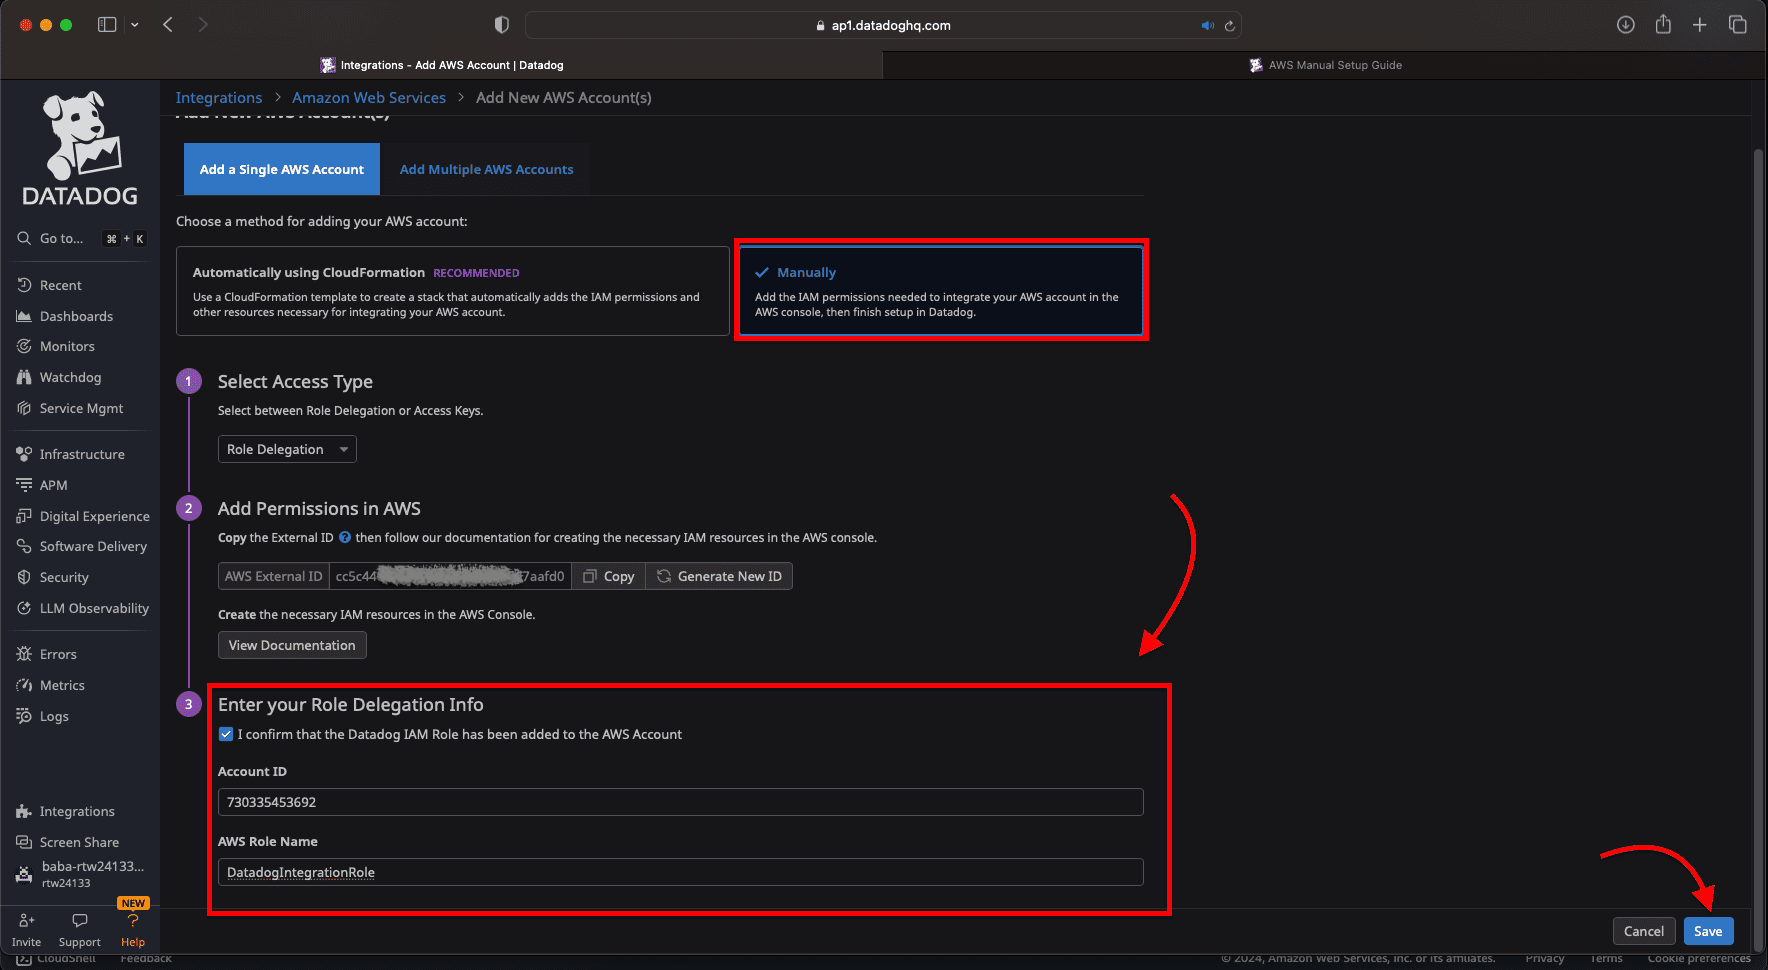 ap1.datadoghq.com
Integrations - Add AWS Account | Datadog
AWS Manual Setup Guide
DATADOG
Go to... ⌘ + K
Recent
Dashboards
Monitors
Watchdog
Service Mgmt
Infrastructure
APM
Digital Experience
Software Delivery
Security
LLM Observability
Errors
Metrics
Logs
Integrations
Screen Share
baba-rtw24133...
rtw24133
NEW
Invite
Support
Help
Integrations > Amazon Web Services > Add New AWS Account(s)
Add New AWS Account(s)
Add a Single AWS Account
Add Multiple AWS Accounts
Choose a method for adding your AWS account:
Automatically using CloudFormation RECOMMENDED
Use a CloudFormation template to create a stack that automatically adds the IAM permissions and
other resources necessary for integrating your AWS account.
Manually
Add the IAM permissions needed to integrate your AWS account in the
AWS console, then finish setup in Datadog.
1 Select Access Type
Select between Role Delegation or Access Keys.
Role Delegation
2 Add Permissions in AWS
Copy the External ID ? then follow our documentation for creating the necessary IAM resources in the AWS console.
AWS External ID cc5c44 7aafd0 Copy Generate New ID
Create the necessary IAM resources in the AWS Console.
View Documentation
3 Enter your Role Delegation Info
I confirm that the Datadog IAM Role has been added to the AWS Account
Account ID
730335453692
AWS Role Name
DatadogIntegrationRole
Cancel
Save
CloudShell Feedback
© 2024, Amazon Web Services, Inc. or its affiliates. Privacy Terms Cookie preferences